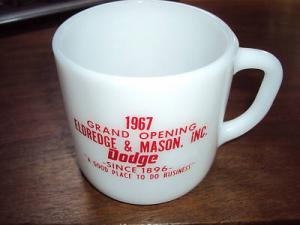 1967
GRAND OPENING
ELDREDGE & MASON. INC.
Dodge
-SINCE 1896-
"A GOOD PLACE TO DO BUSINESS"